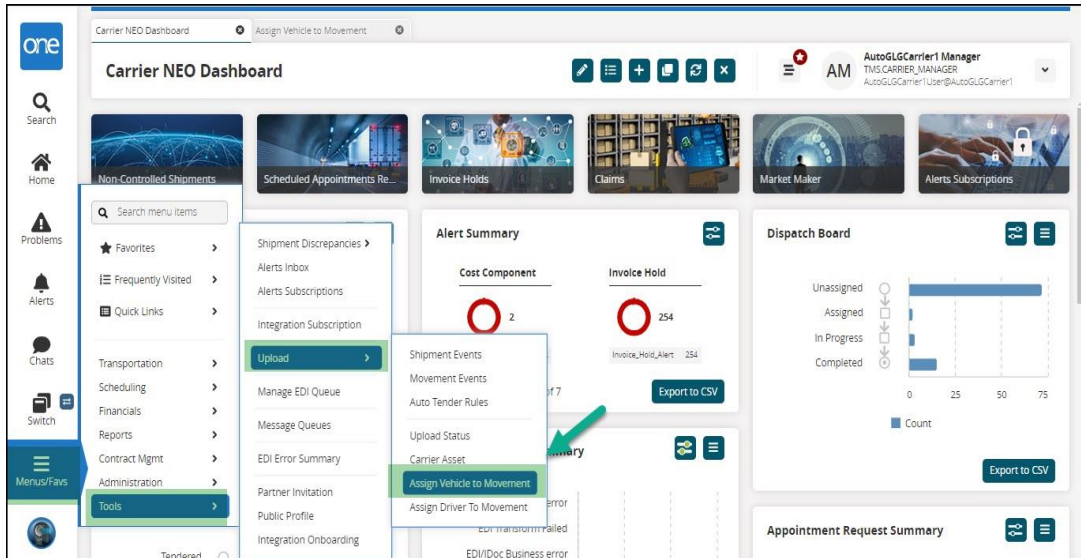 one
Search
Home
Problems
Alerts
Chats
Switch
Menus/Favs
Carrier NEO Dashboard
Assign Vehicle to Movement
Carrier NEO Dashboard
AM
AutoGLGCarrier1 Manager
TMS.CARRIER_MANAGER
AutoGLGCarrier1User@AutoGLGCarrier1
Non-Controlled Shipments
Scheduled Appointments Re...
Invoice Holds
Claims
Market Maker
Alerts Subscriptions
Search menu items
Favorites
Frequently Visited
Quick Links
Transportation
Scheduling
Financials
Reports
Contract Mgmt
Administration
Tools
Tendered
Shipment Discrepancies
Alerts Inbox
Alerts Subscriptions
Integration Subscription
Upload
Manage EDI Queue
Message Queues
EDI Error Summary
Partner Invitation
Public Profile
Integration Onboarding
Shipment Events
Movement Events
Auto Tender Rules
Upload Status
Carrier Asset
Assign Vehicle to Movement
Assign Driver To Movement
Alert Summary
Cost Component
2
Invoice Hold
254
Invoice_Hold_Alert 254
of 7
Export to CSV
error
EDI Transform Failed
EDI/IDoc Business error
Dispatch Board
Unassigned
Assigned
In Progress
Completed
0 25 50 75
Count
Export to CSV
Appointment Request Summary